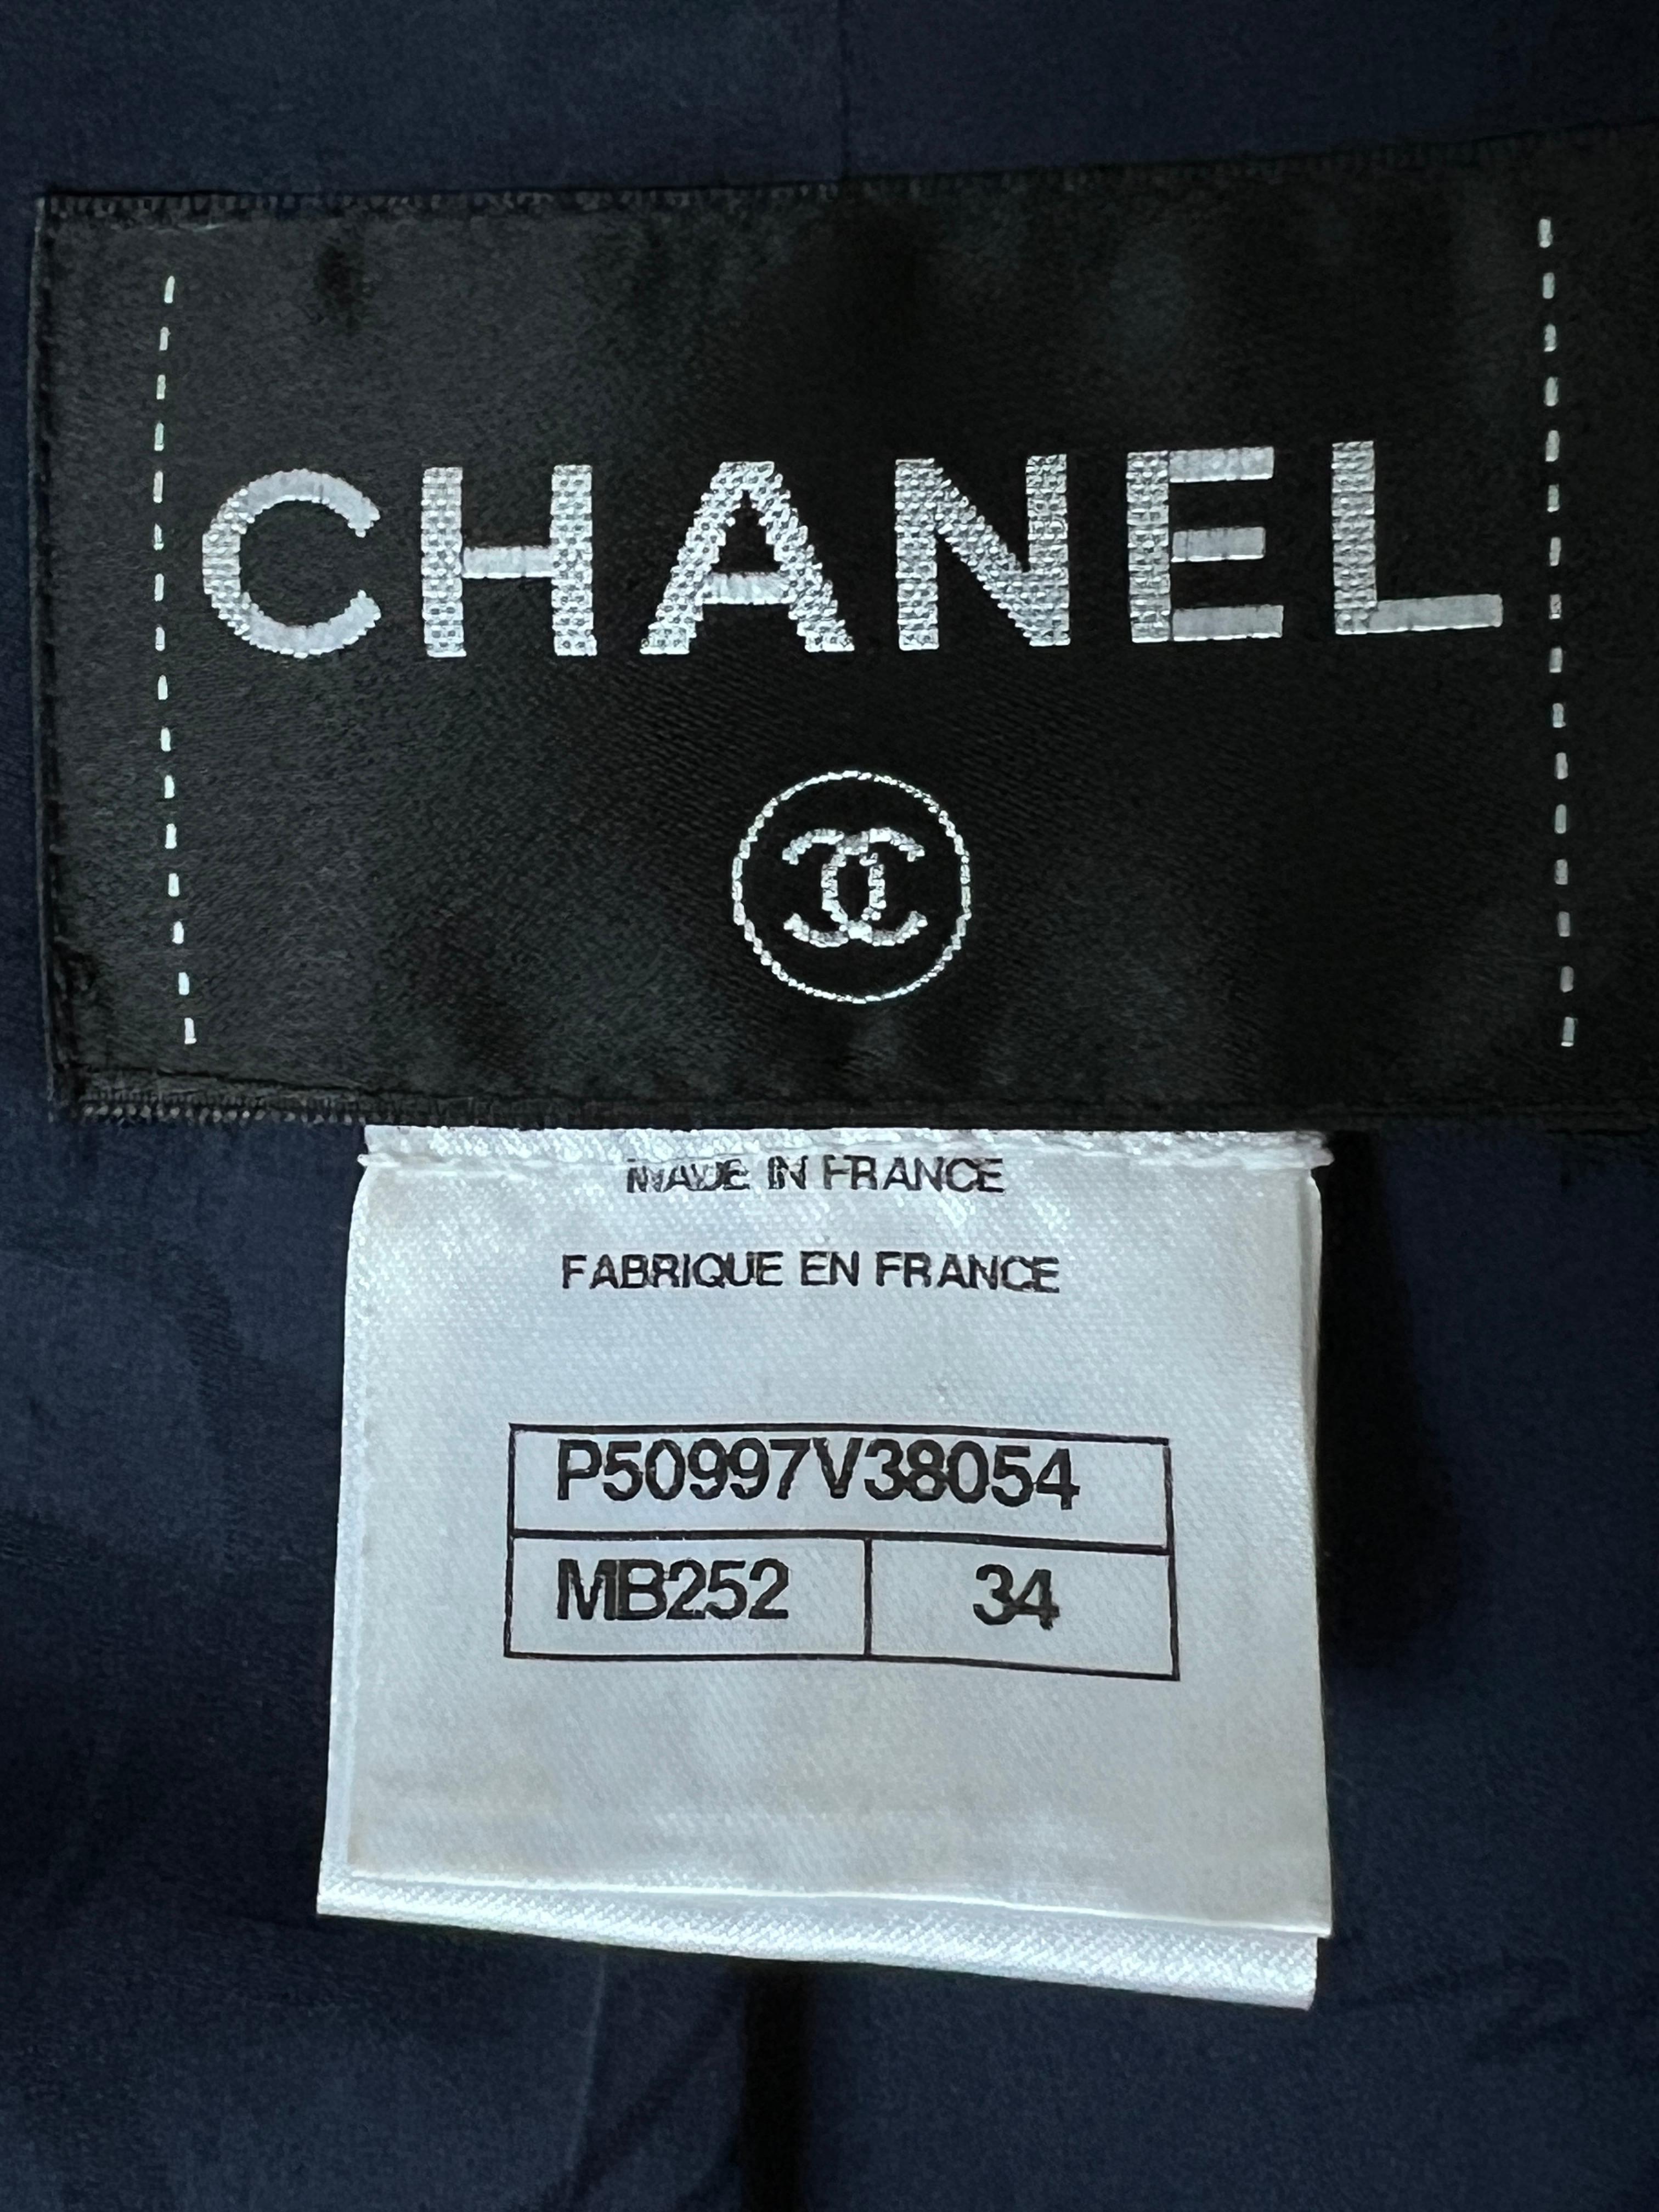 CHANEL
MADE IN FRANCE
FABRIQUE EN FRANCE
P50997V38054
MB252 34